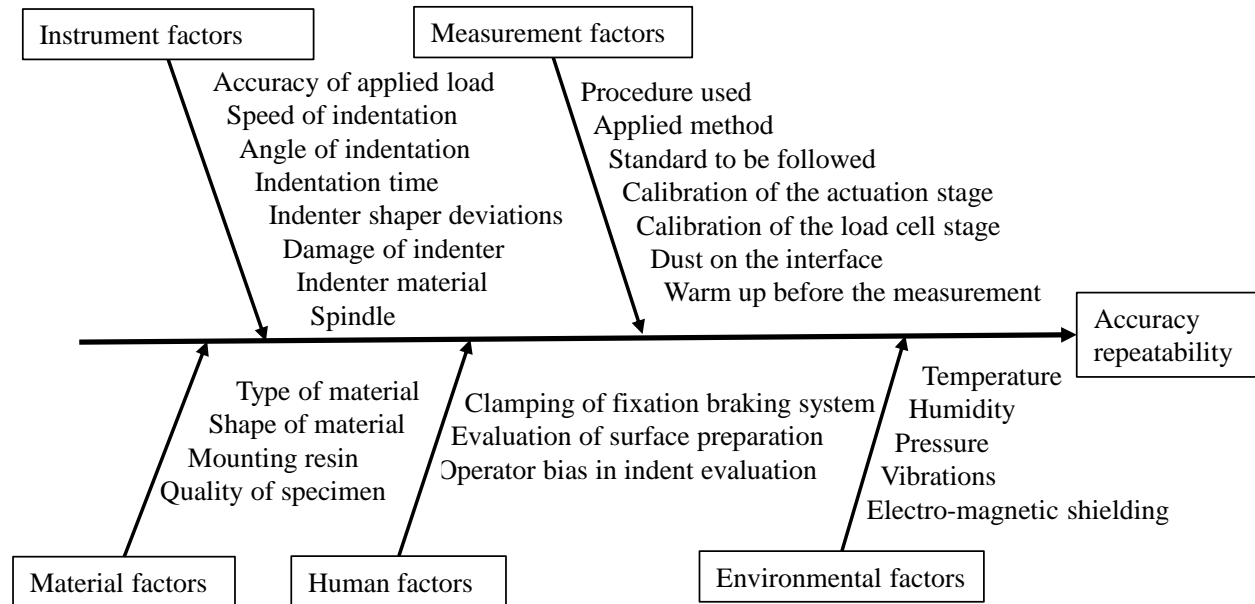 Instrument factors
Accuracy of applied load
Speed of indentation
Angle of indentation
Indentation time
Indenter shaper deviations
Damage of indenter
Indenter material
Spindle
Measurement factors
Procedure used
Applied method
Standard to be followed
Calibration of the actuation stage
Calibration of the load cell stage
Dust on the interface
Warm up before the measurement
Accuracy
repeatability
Type of material
Shape of material
Mounting resin
Quality of specimen
Material factors
Clamping of fixation braking system
Evaluation of surface preparation
Operator bias in indent evaluation
Human factors
Temperature
Humidity
Pressure
Vibrations
Electro-magnetic shielding
Environmental factors